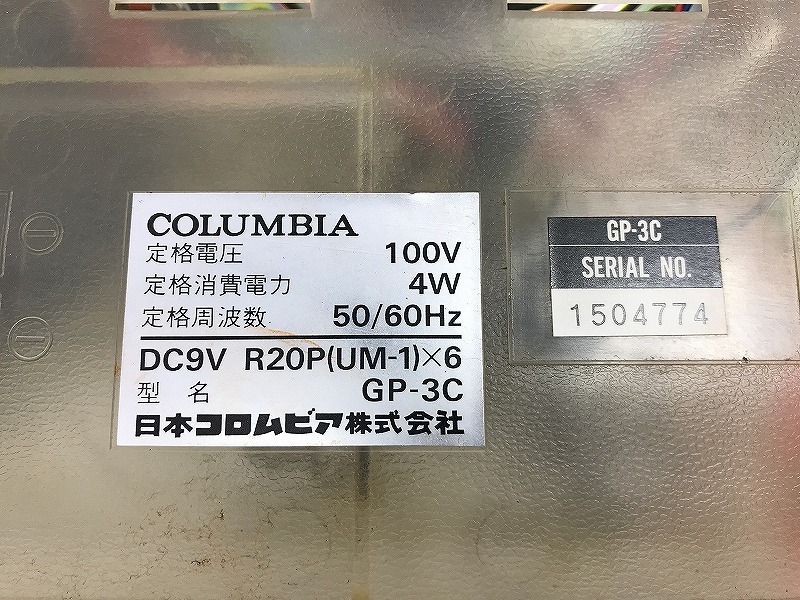 COLUMBIA
定格電圧 100V
定格消費電力 4W
定格周波数 50/60Hz
DC9V R20P(UM-1)×6
型名 GP-3C
日本コロムビア株式会社
GP-3C
SERIAL NO.
1504774